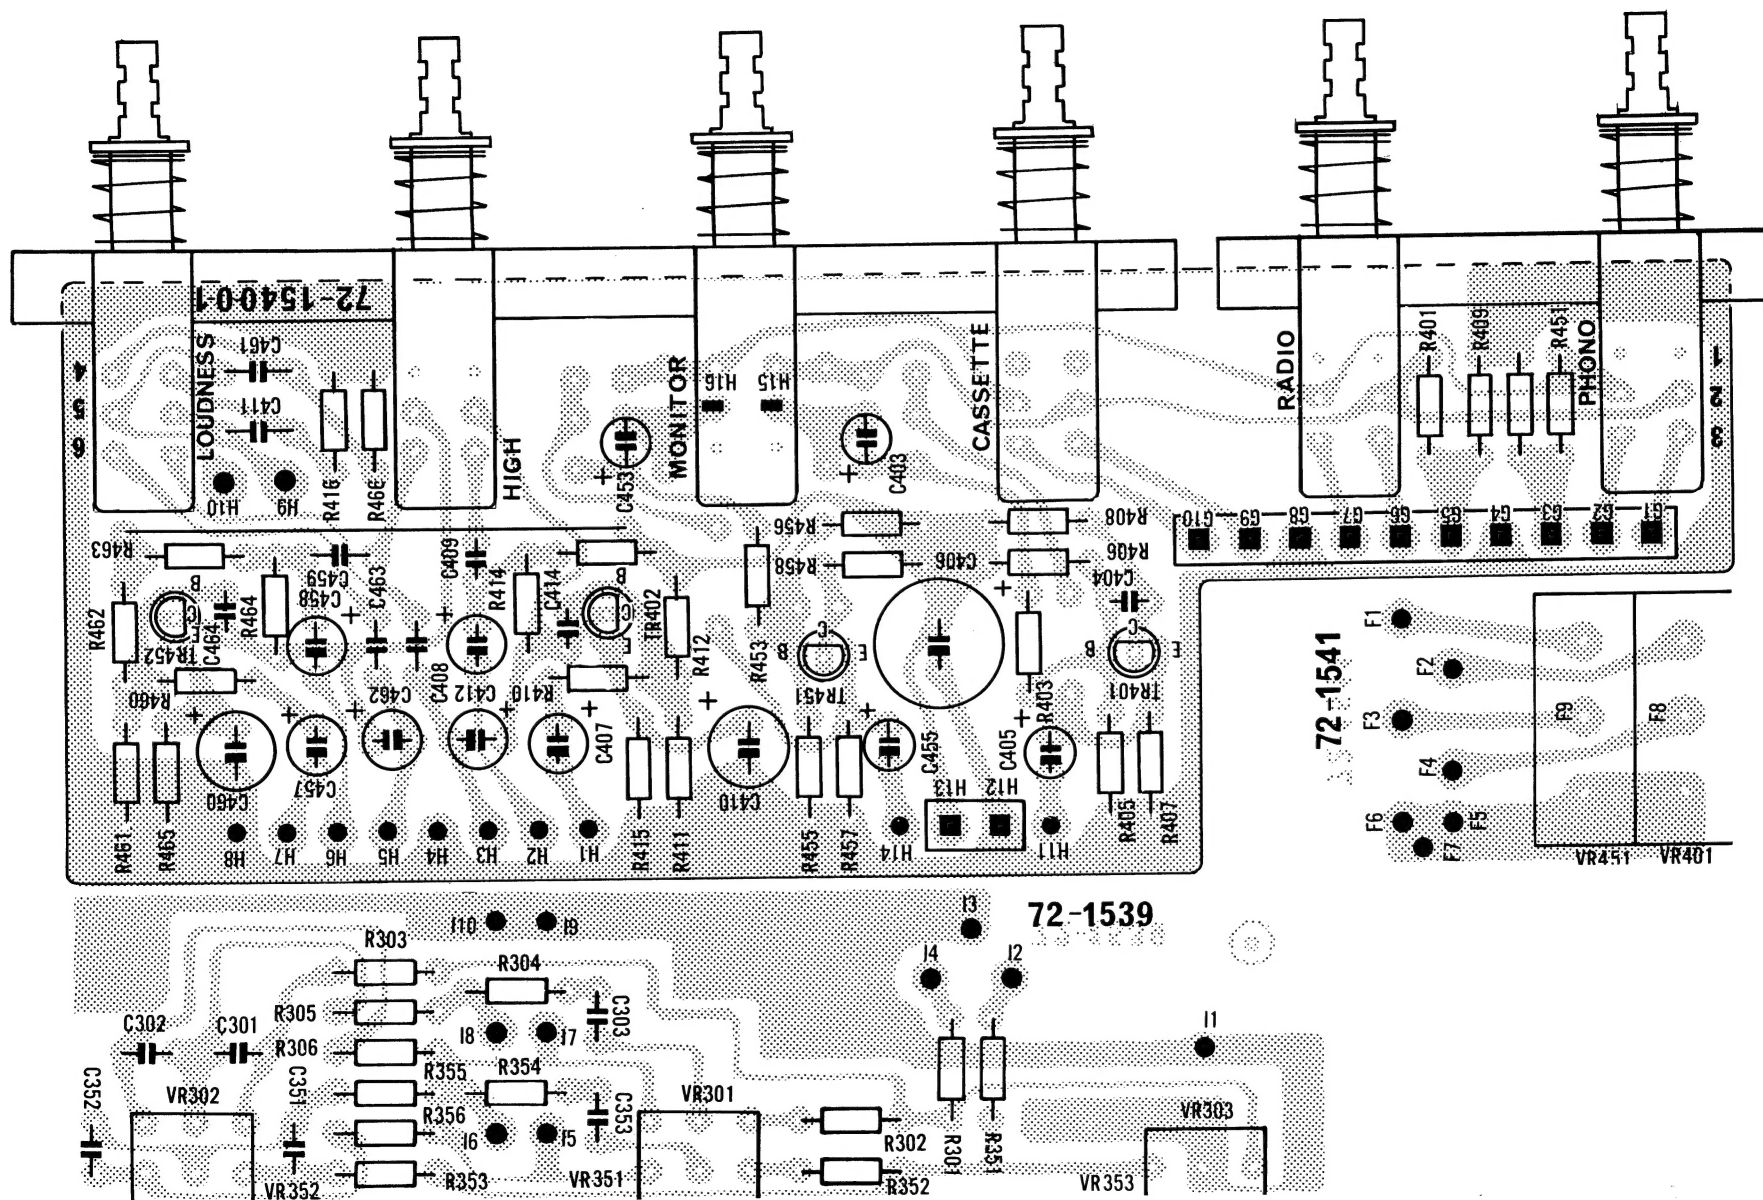 72-154001
4
5
6
LOUDNESS
C461
C411
H10
H9
R416
R466
HIGH
C453
+
MONITOR
H16
H15
C403
+
CASSETTE
RADIO
R401
R409
R451
PHONO
1
2
3
G10
G9
G8
G7
G6
G5
G4
G3
G2
G1
R463
R462
B
C
E
TR452
C464
R464
C459
C458
+
C463
C409
+
R414
C414
B
C
E
TR402
R412
R453
R456
R458
C406
+
R408
R406
C404
B
C
E
TR451
B
C
E
TR401
R460
C462
C408
C412
R410
R403
+
C460
+
C457
+
+
+
C407
+
C410
+
C455
+
C405
R461
R465
H8
H7
H6
H5
H4
H3
H2
H1
R415
R411
R455
R457
H14
H13
H12
H11
R405
R407
72-1541
F1
F2
F3
F4
F5
F6
F7
F9
F8
VR451
VR401
72-1539
I10
I9
I3
I4
I2
I1
R303
R304
R305
R306
C302
C301
C303
I8
I7
R354
R355
R356
C352
VR302
C351
C353
VR301
I6
I5
R302
R301
R351
VR303
VR352
R353
VR351
R352
VR353